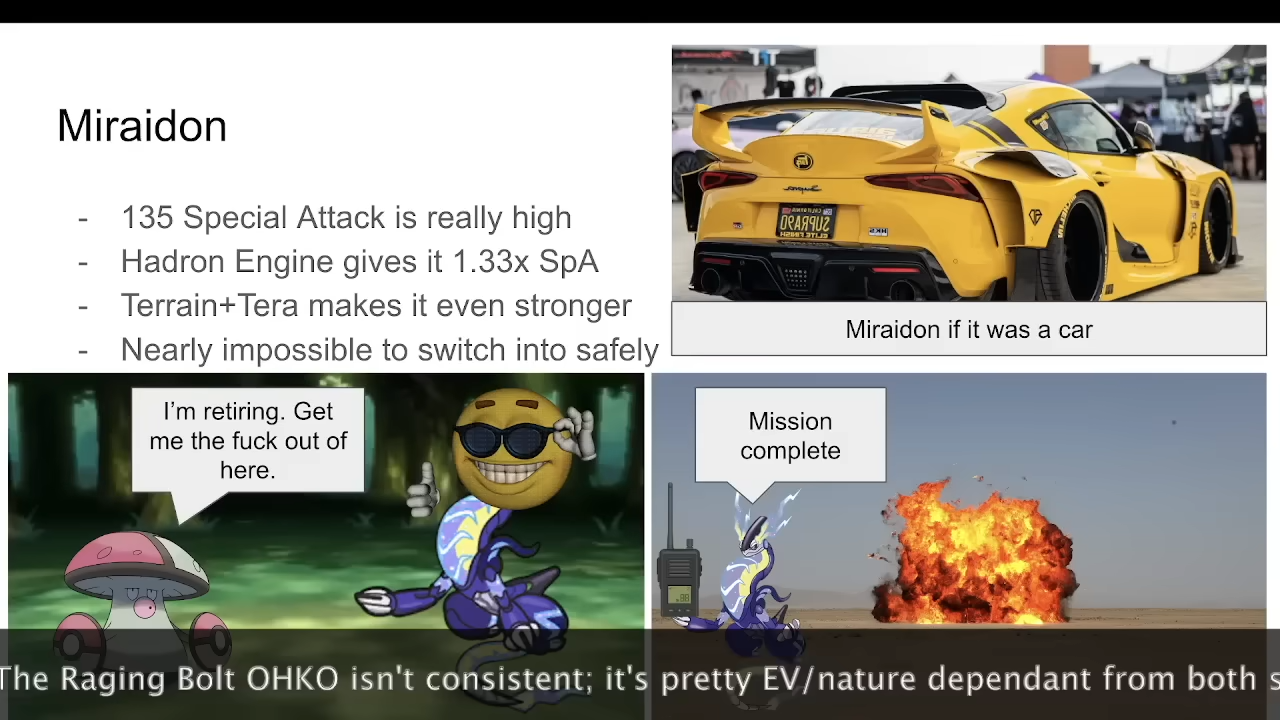 Miraidon
- 135 Special Attack is really high
- Hadron Engine gives it 1.33x SpA
- Terrain+Tera makes it even stronger
- Nearly impossible to switch into safely
SUPRA90
HKS
Miraidon if it was a car
I'm retiring. Get
me the fuck out of
here.
Mission
complete
The Raging Bolt OHKO isn't consistent; it's pretty EV/nature dependant from both s